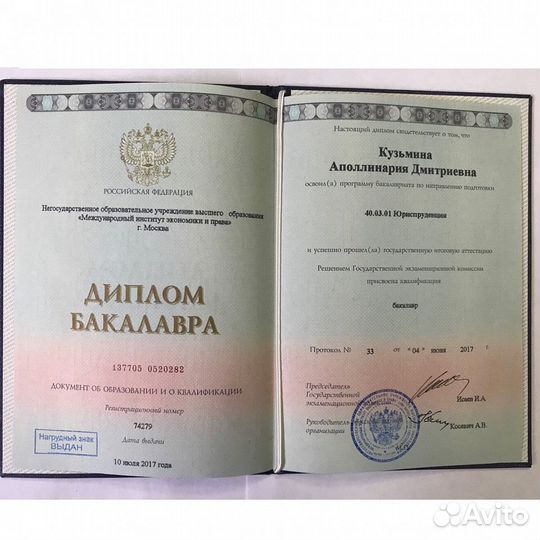 РОССИЙСКАЯ ФЕДЕРАЦИЯ
Негосударственное образовательное учреждение высшего образования
«Международный институт экономики и права»
г. Москва
ДИПЛОМ
БАКАЛАВРА
137705 0520282
ДОКУМЕНТ ОБ ОБРАЗОВАНИИ И О КВАЛИФИКАЦИИ
Регистрационный номер
74279
Дата выдачи
10 июля 2017 года
Нагрудный знак
ВЫДАН
Настоящий диплом свидетельствует о том, что
Кузьмина
Аполлинария Дмитриевна
освоил(а) программу бакалавриата по направлению подготовки
40.03.01 Юриспруденция
и успешно прошел(ла) государственную итоговую аттестацию
Решением Государственной экзаменационной комиссии
присвоена квалификация
бакалавр
Протокол № 33 от «04» июня 2017 г.
Председатель
Государственной
экзаменационной
Исаев И.А.
Руководитель
организации
Косевич А.В.
М.П.
Avito